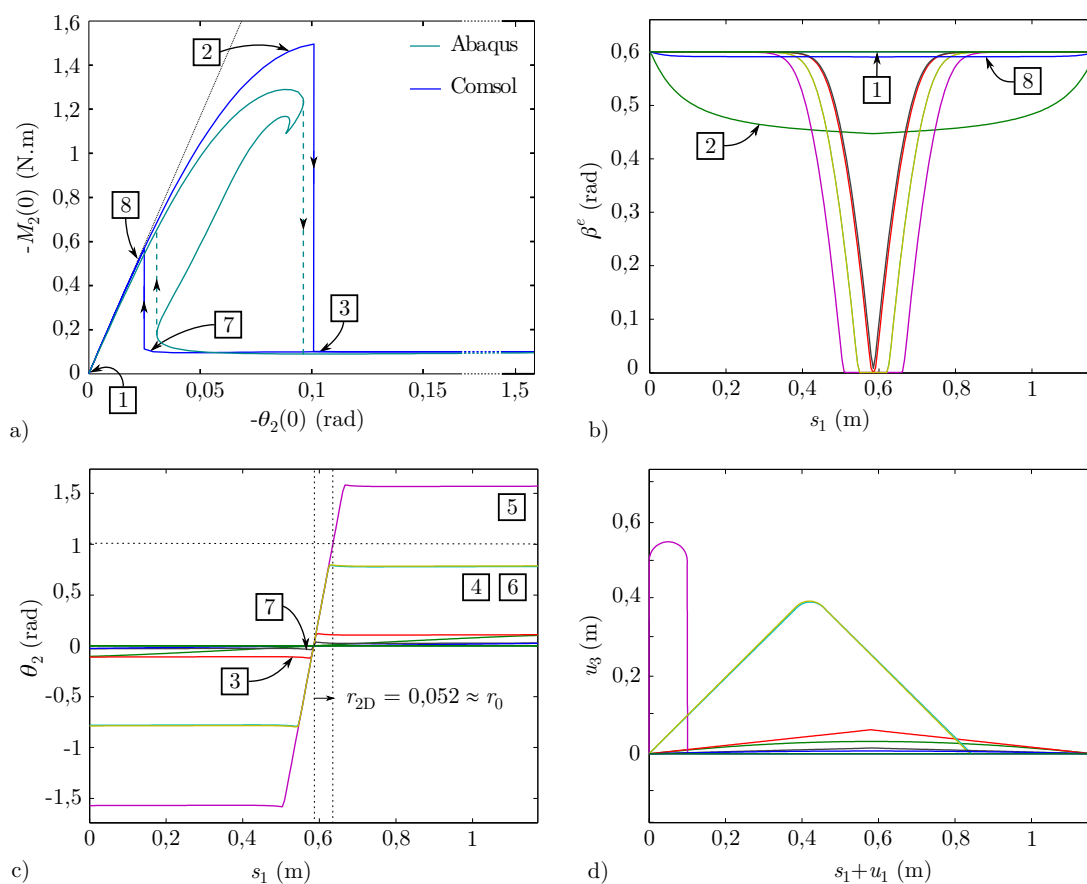 1,6
1,4
1,2
1
0,8
0,6
0,4
0,2
0
-M2(0) (N.m)
0 0,05 0,1 0,15 1,5
-θ2(0) (rad)
Abaqus
Comsol
2
8
7
3
1
a)
0,6
0,5
0,4
0,3
0,2
0,1
0
β^e (rad)
0 0,2 0,4 0,6 0,8 1
s1 (m)
1
8
2
b)
1,5
1
0,5
0
-0,5
-1
-1,5
θ2 (rad)
0 0,2 0,4 0,6 0,8 1
s1 (m)
5
4 6
7
3
r2D = 0,052 ≈ r0
c)
0,6
0,4
0,2
0
u3 (m)
0 0,2 0,4 0,6 0,8 1
s1+u1 (m)
d)